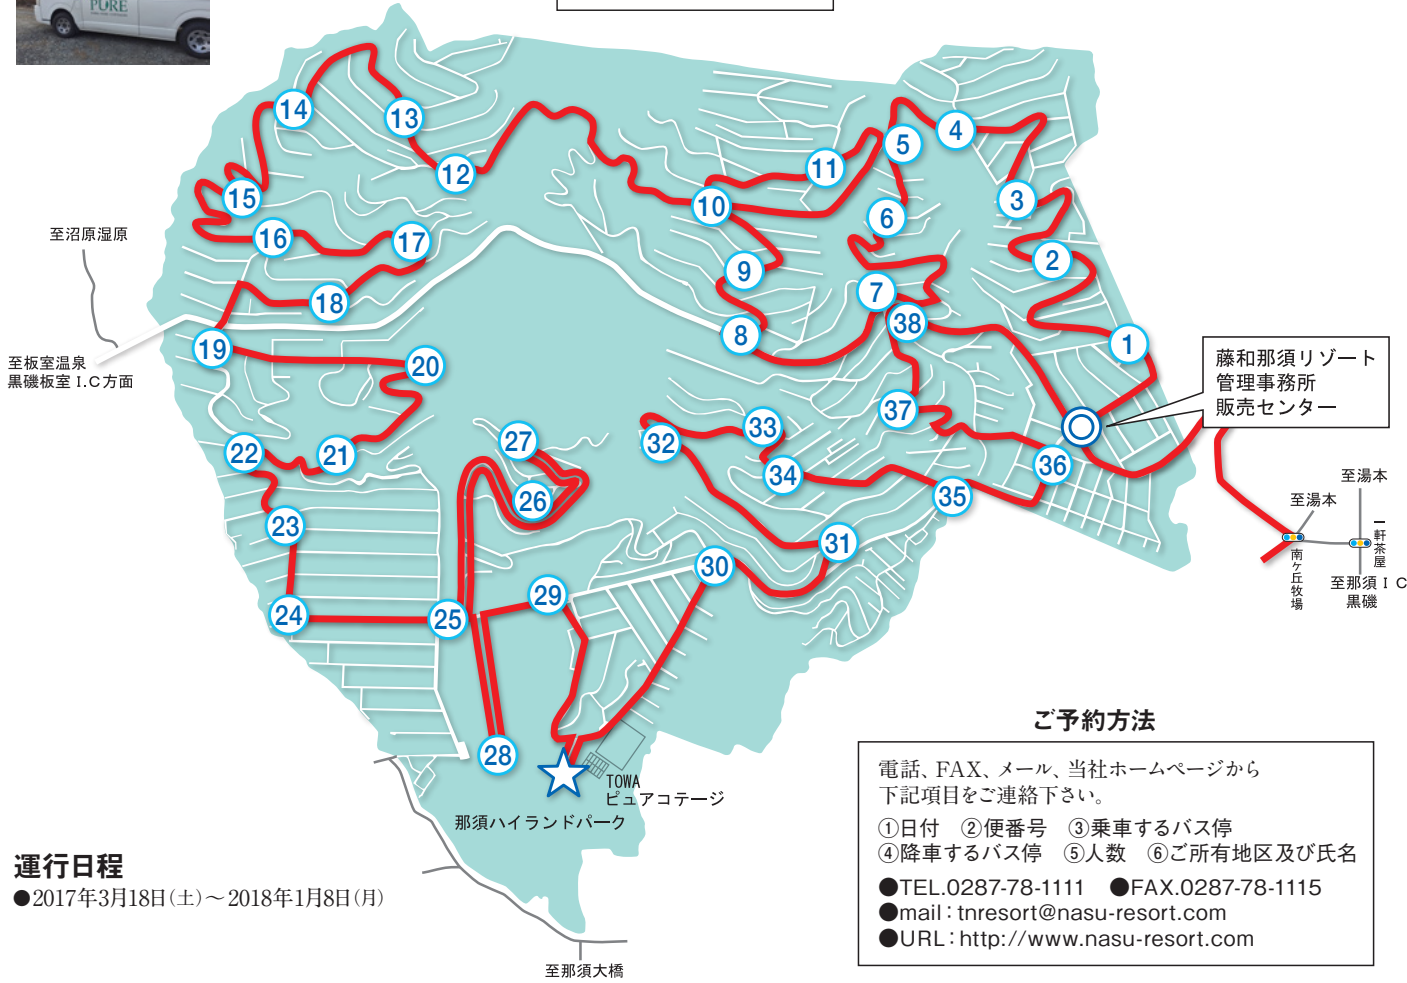 PURE
14
13
12
11
5
4
3
15
10
6
16
17
9
2
7
至沼原湿原
18
38
8
1
19
20
至板室温泉
黒磯板室 I.C方面
藤和那須リゾート
管理事務所
販売センター
37
33
27
32
22
21
34
36
26
35
23
至湯本
至湯本
31
一軒茶屋
30
南ヶ丘牧場
29
至那須 I C
黒磯
24
25
28
TOWA
ピュアコテージ
那須ハイランドパーク
ご予約方法
電話、FAX、メール、当社ホームページから
下記項目をご連絡下さい。
①日付 ②便番号 ③乗車するバス停
④降車するバス停 ⑤人数 ⑥ご所有地区及び氏名
●TEL.0287-78-1111 ●FAX.0287-78-1115
●mail：tnresort@nasu-resort.com
●URL：http://www.nasu-resort.com
運行日程
●2017年3月18日(土)～2018年1月8日(月)
至那須大橋